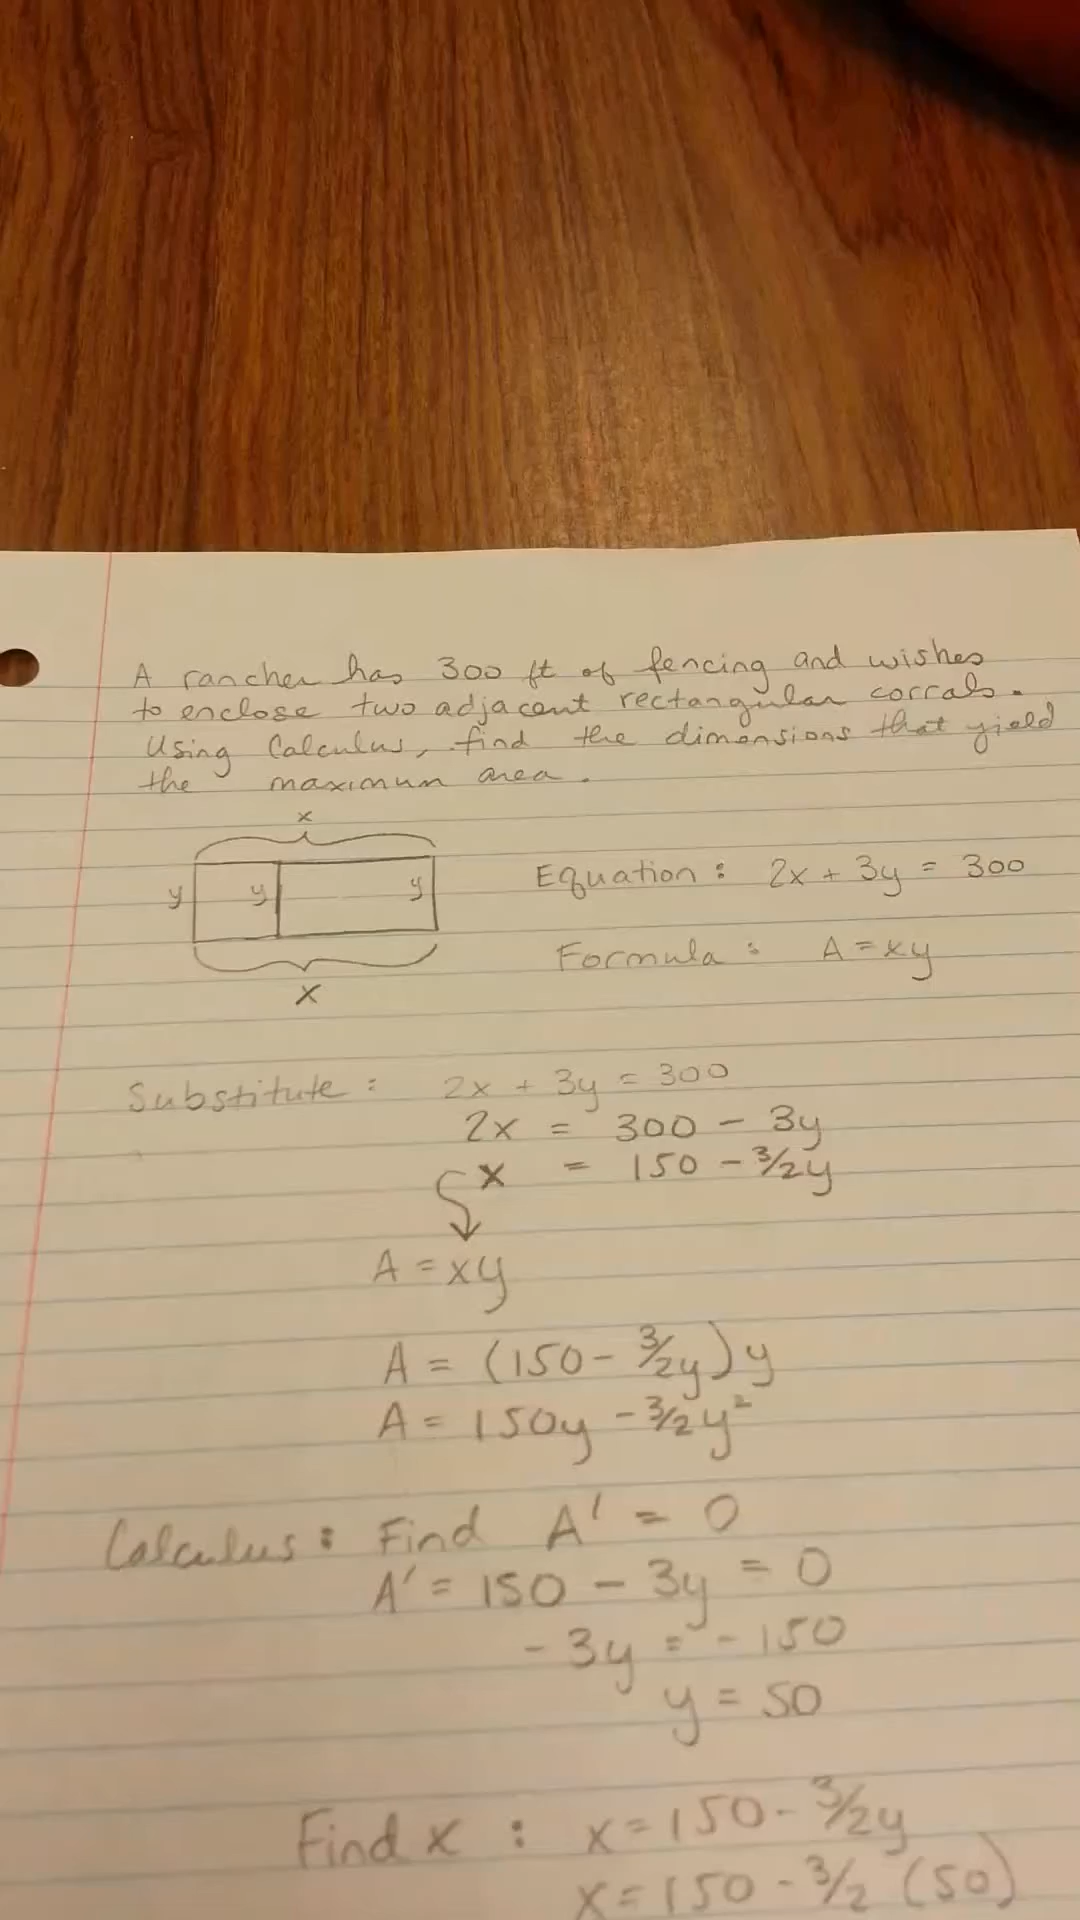 A rancher has 300 ft of fencing and wishes
to enclose two adjacent rectangular corrals.
Using Calculus, find the dimensions that yield
the maximum area.
x
y y y
x
Equation: 2x + 3y = 300
Formula: A = xy
Substitute: 2x + 3y = 300
2x = 300 - 3y
x = 150 - 3/2y
A = xy
A = (150 - 3/2y)y
A = 150y - 3/2y²
Calculus: Find A' = 0
A' = 150 - 3y = 0
- 3y = - 150
y = 50
Find x: x = 150 - 3/2y
x = 150 - 3/2 (50)